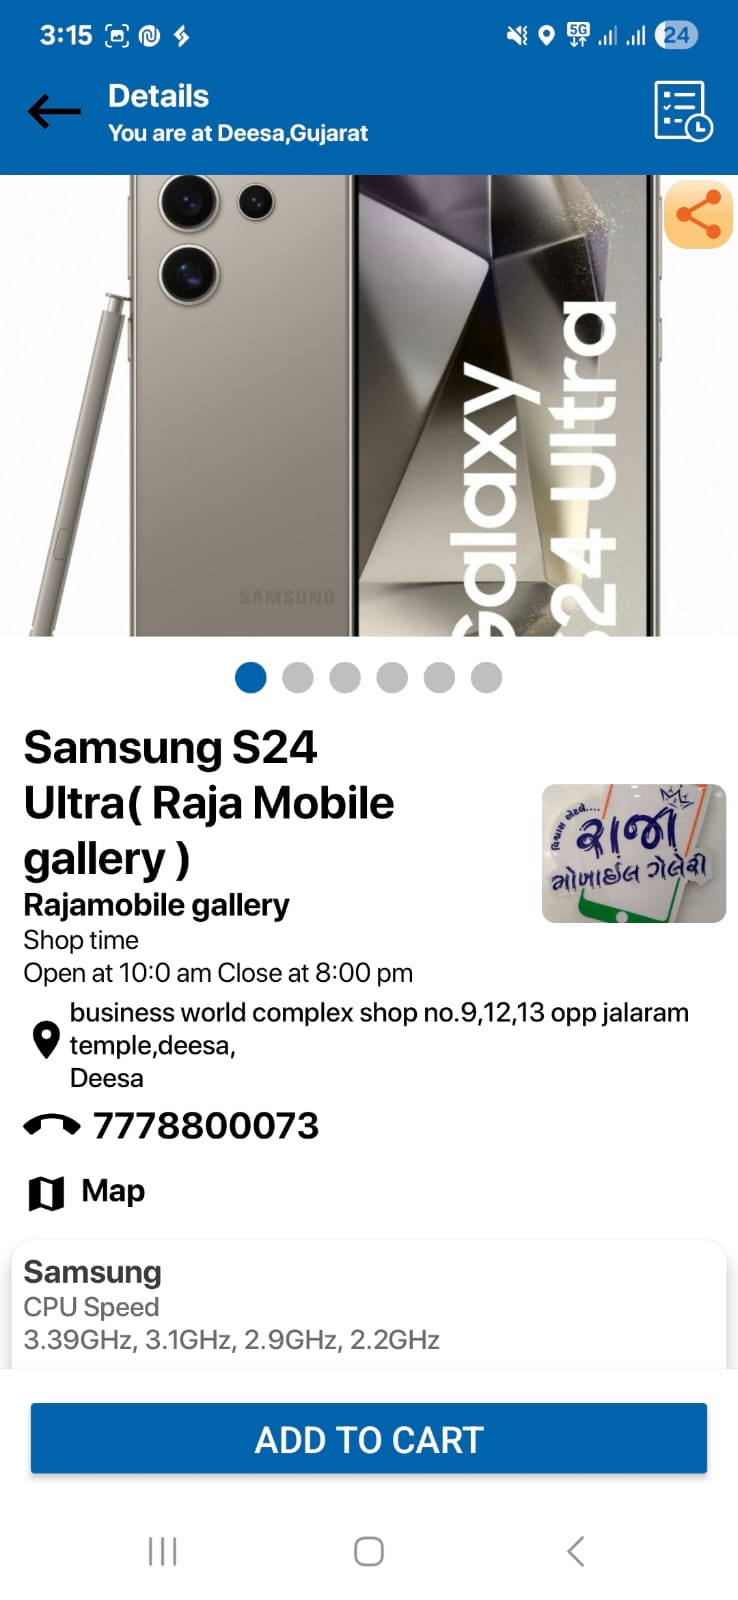 3:15
5G
24
Details
You are at Deesa,Gujarat
SAMSUNG
Galaxy
S24 Ultra
Samsung S24
Ultra( Raja Mobile
gallery )
વિશ્વાસ એટલે....
રાજા
મોબાઈલ ગેલેરી
Rajamobile gallery
Shop time
Open at 10:0 am Close at 8:00 pm
business world complex shop no.9,12,13 opp jalaram
temple,deesa,
Deesa
7778800073
Map
Samsung
CPU Speed
3.39GHz, 3.1GHz, 2.9GHz, 2.2GHz
ADD TO CART